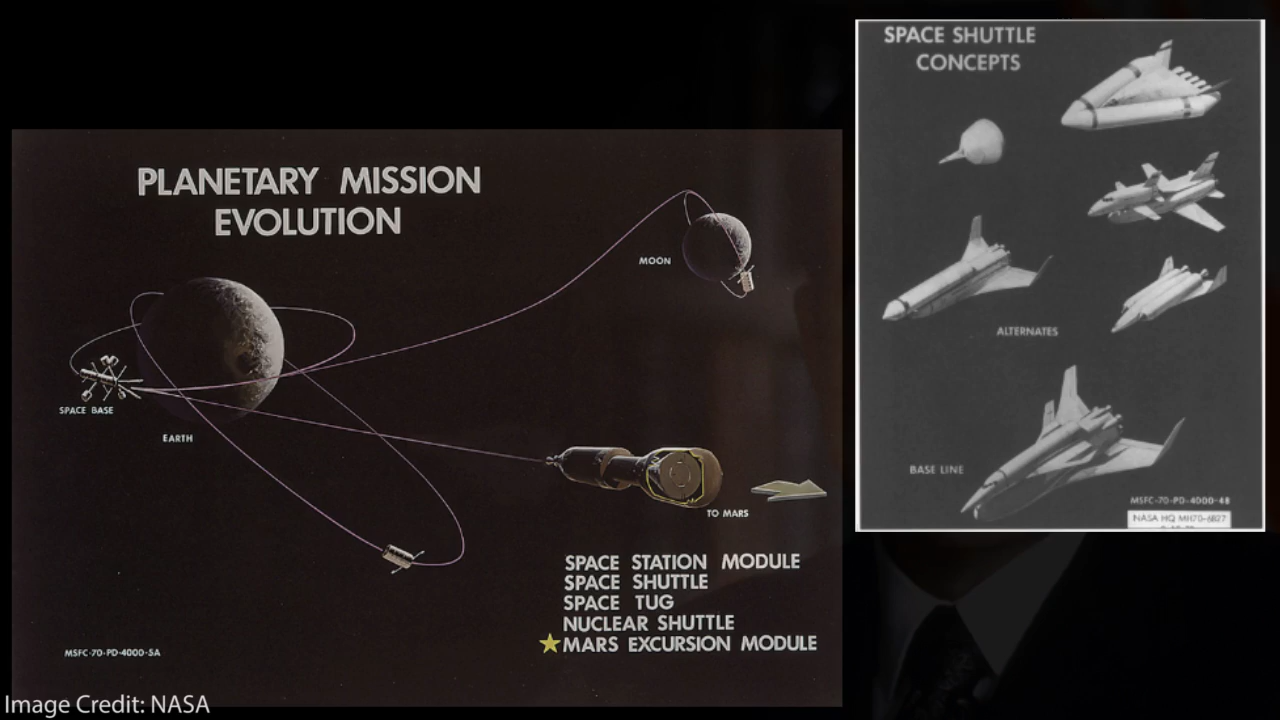 PLANETARY MISSION
EVOLUTION
MOON
SPACE BASE
EARTH
TO MARS
SPACE STATION MODULE
SPACE SHUTTLE
SPACE TUG
NUCLEAR SHUTTLE
MARS EXCURSION MODULE
MSFC-70-PD-4000-5A
Image Credit: NASA
SPACE SHUTTLE
CONCEPTS
ALTERNATES
BASE LINE
MSFC-70-PD-4000-48
NASA HQ MH70-6827